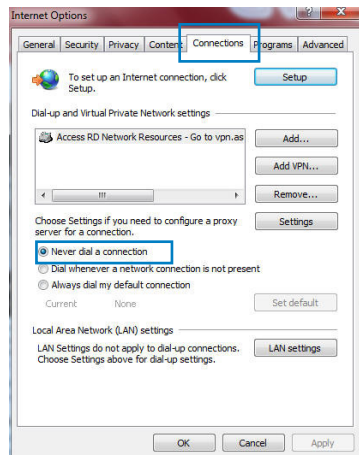 Internet Options
General Security Privacy Content Connections Programs Advanced
To set up an Internet connection, click
Setup.
Setup
Dial-up and Virtual Private Network settings
Access RD Network Resources - Go to vpn.as
Add...
Add VPN...
Remove...
Choose Settings if you need to configure a proxy
server for a connection.
Settings
Never dial a connection
Dial whenever a network connection is not present
Always dial my default connection
Current None
Set default
Local Area Network (LAN) settings
LAN Settings do not apply to dial-up connections.
Choose Settings above for dial-up settings.
LAN settings
OK Cancel Apply